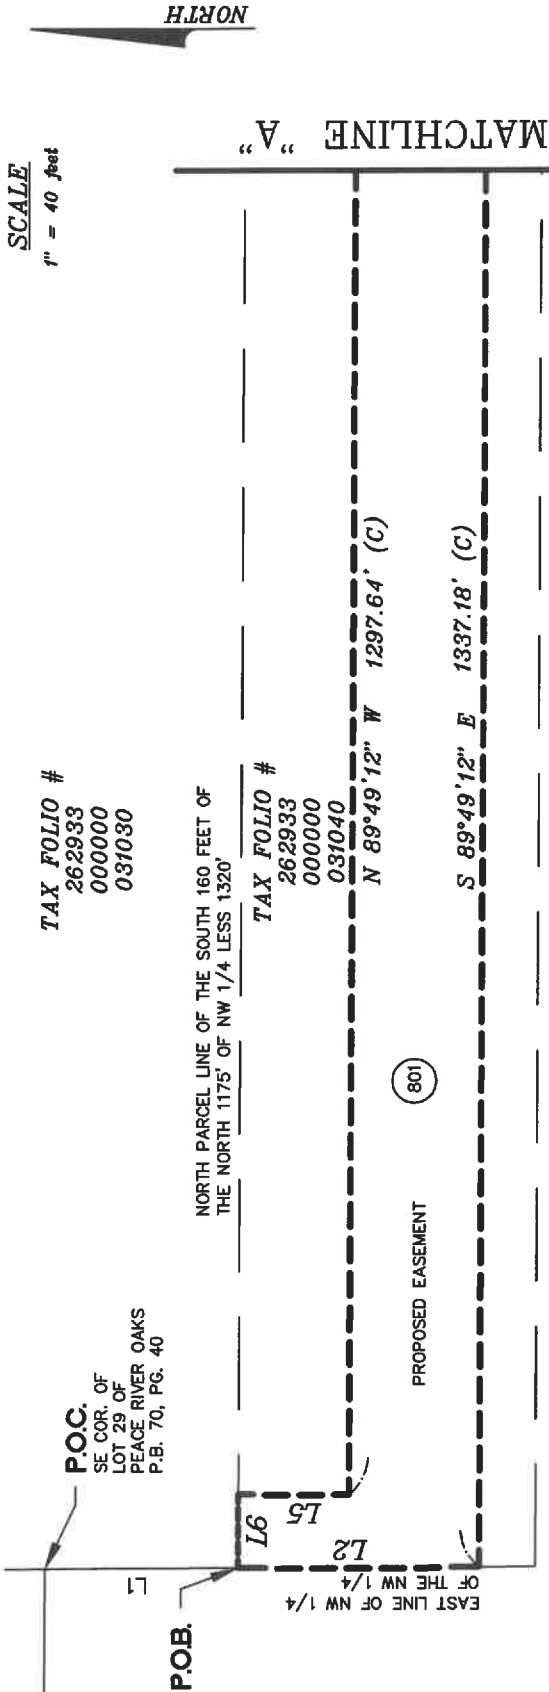 NORTH
SCALE
1" = 40 feet
MATCHLINE "A"
TAX FOLIO #
262933
000000
031030
NORTH PARCEL LINE OF THE SOUTH 160 FEET OF
THE NORTH 1175' OF NW 1/4 LESS 1320'
TAX FOLIO #
262933
000000
031040
N 89°49'12" W 1297.64' (C)
S 89°49'12" E 1337.18' (C)
801
PROPOSED EASEMENT
P.O.C.
SE COR. OF
LOT 29 OF
PEACE RIVER OAKS
P.B. 70, PG. 40
L1
P.O.B.
L6
L5
L2
EAST LINE OF NW 1/4
OF THE NW 1/4